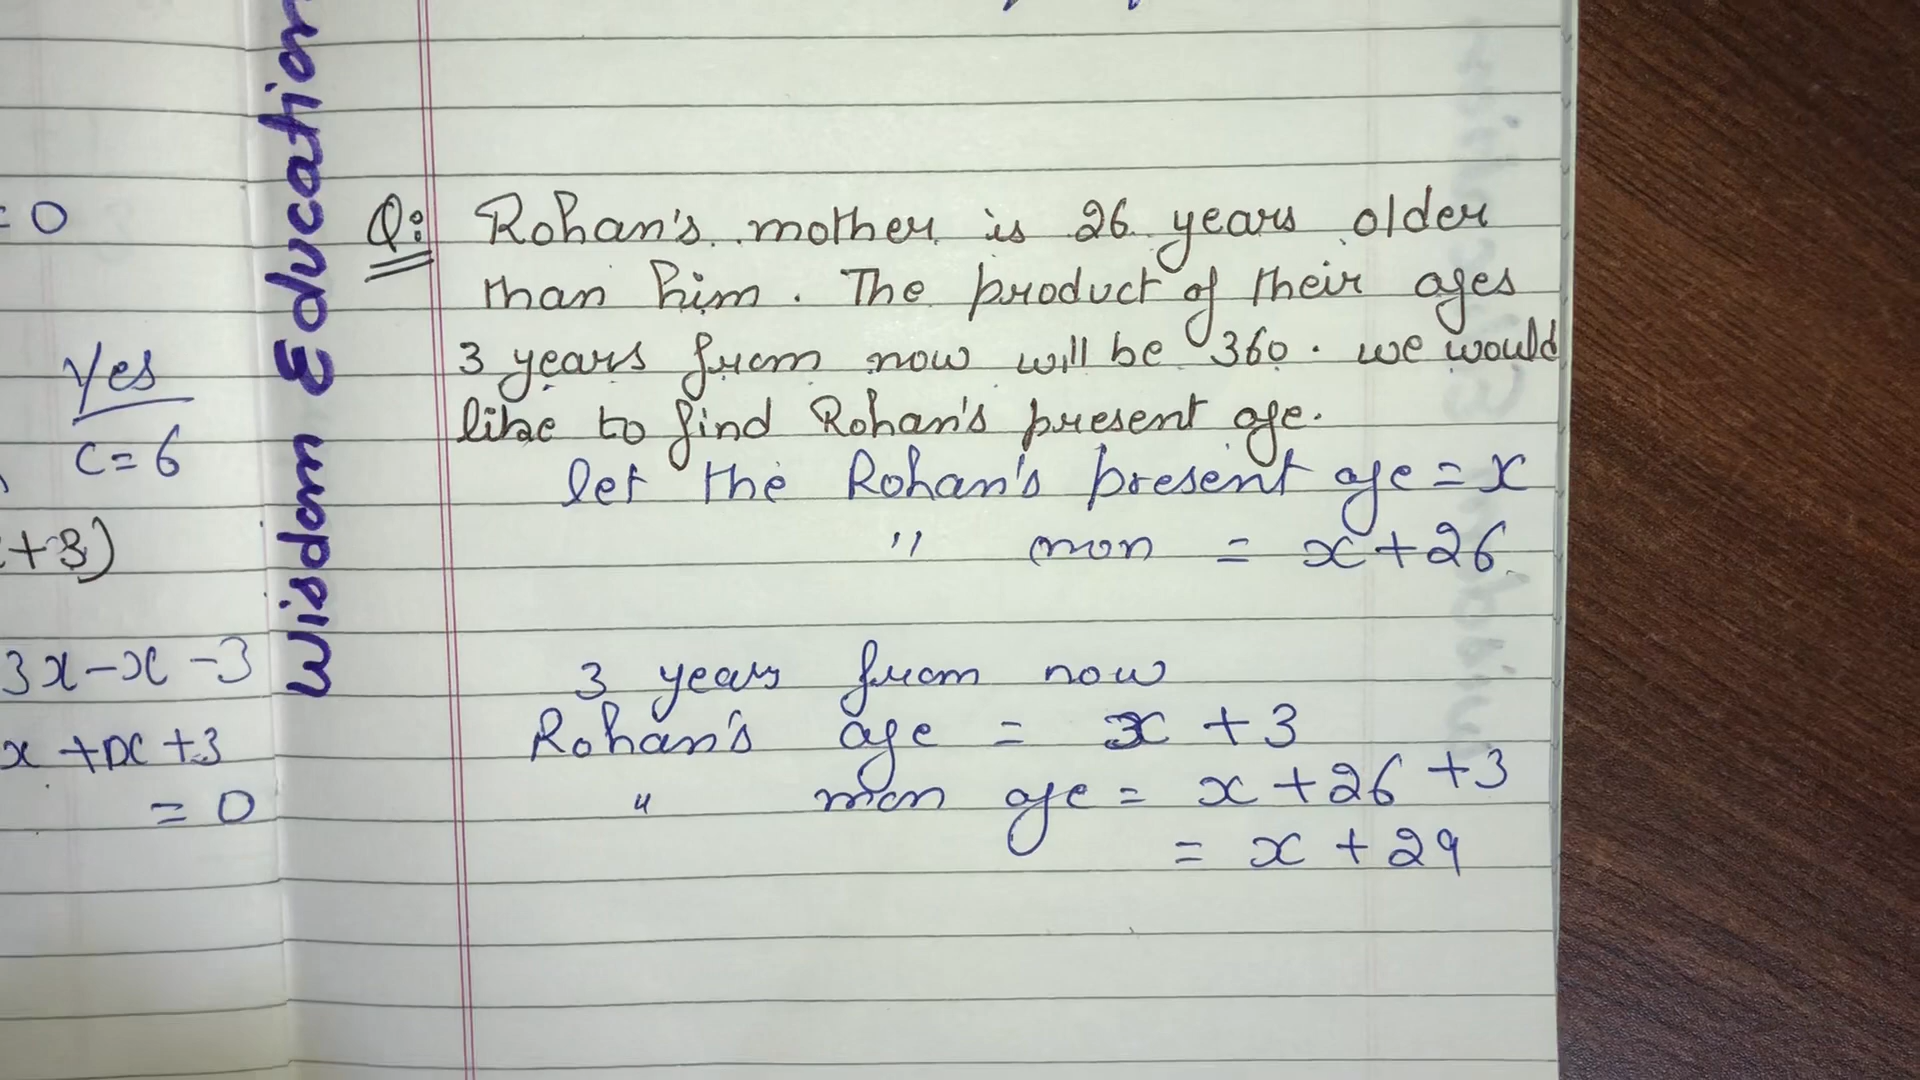 = 0
Yes
C = 6
+3)
3x-x-3
x+x+3
= 0
Wisdom Education
Q: Rohan's mother is 26 years older
than him. The product of their ages
3 years from now will be 360. we would
like to find Rohan's present age.
let the Rohan's present age = x
" mom = x+26
3 years from now
Rohan's age = x + 3
" mom age = x+26+3
= x + 29